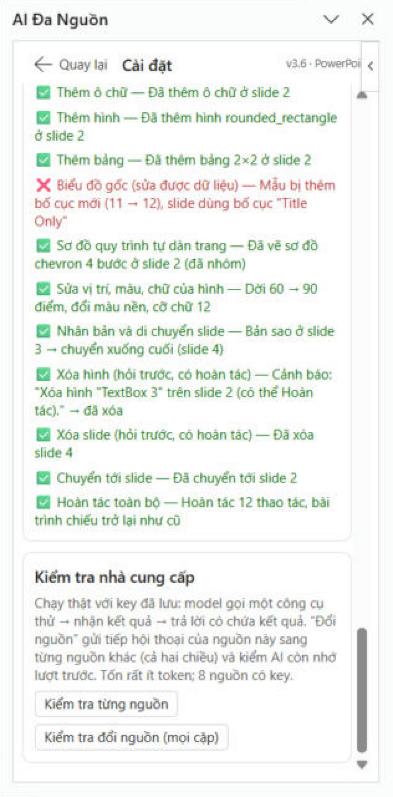 AI Đa Nguồn
Quay lại Cài đặt v3.6 · PowerPoi
Thêm ô chữ — Đã thêm ô chữ ở slide 2
Thêm hình — Đã thêm hình rounded_rectangle
ở slide 2
Thêm bảng — Đã thêm bảng 2×2 ở slide 2
Biểu đồ gốc (sửa được dữ liệu) — Mẫu bị thêm
bố cục mới (11 → 12), slide dùng bố cục "Title
Only"
Sơ đồ quy trình tự dàn trang — Đã vẽ sơ đồ
chevron 4 bước ở slide 2 (đã nhóm)
Sửa vị trí, màu, chữ của hình — Dời 60 → 90
điểm, đổi màu nền, cỡ chữ 12
Nhân bản và di chuyển slide — Bản sao ở slide
3 → chuyển xuống cuối (slide 4)
Xóa hình (hỏi trước, có hoàn tác) — Cảnh báo:
"Xóa hình "TextBox 3" trên slide 2 (có thể Hoàn
tác)." → đã xóa
Xóa slide (hỏi trước, có hoàn tác) — Đã xóa
slide 4
Chuyển tới slide — Đã chuyển tới slide 2
Hoàn tác toàn bộ — Hoàn tác 12 thao tác, bài
trình chiếu trở lại như cũ
Kiểm tra nhà cung cấp
Chạy thật với key đã lưu: model gọi một công cụ
thử → nhận kết quả → trả lời có chứa kết quả. "Đổi
nguồn" gửi tiếp hội thoại của nguồn này sang
từng nguồn khác (cả hai chiều) và kiểm AI còn nhớ
lượt trước. Tốn rất ít token; 8 nguồn có key.
Kiểm tra từng nguồn
Kiểm tra đổi nguồn (mọi cặp)